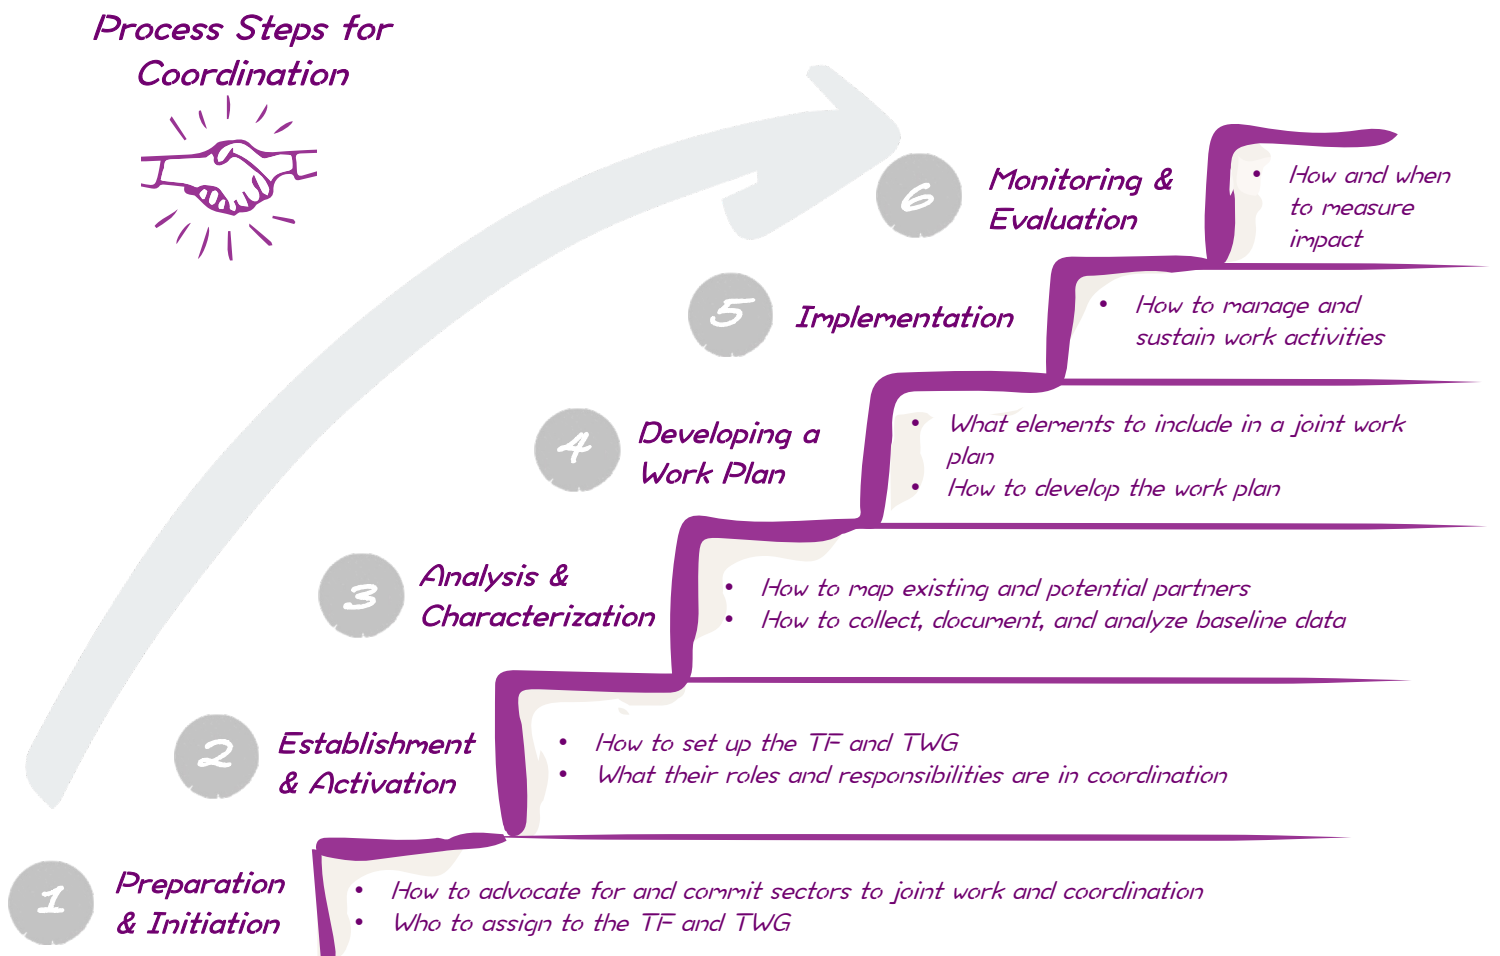 Process Steps for
Coordination
6
Monitoring &
Evaluation
• How and when
to measure
impact
5
Implementation
• How to manage and
sustain work activities
4
Developing a
Work Plan
• What elements to include in a joint work
plan
• How to develop the work plan
3
Analysis &
Characterization
• How to map existing and potential partners
• How to collect, document, and analyze baseline data
2
Establishment
& Activation
• How to set up the TF and TWG
• What their roles and responsibilities are in coordination
1
Preparation
& Initiation
• How to advocate for and commit sectors to joint work and coordination
• Who to assign to the TF and TWG